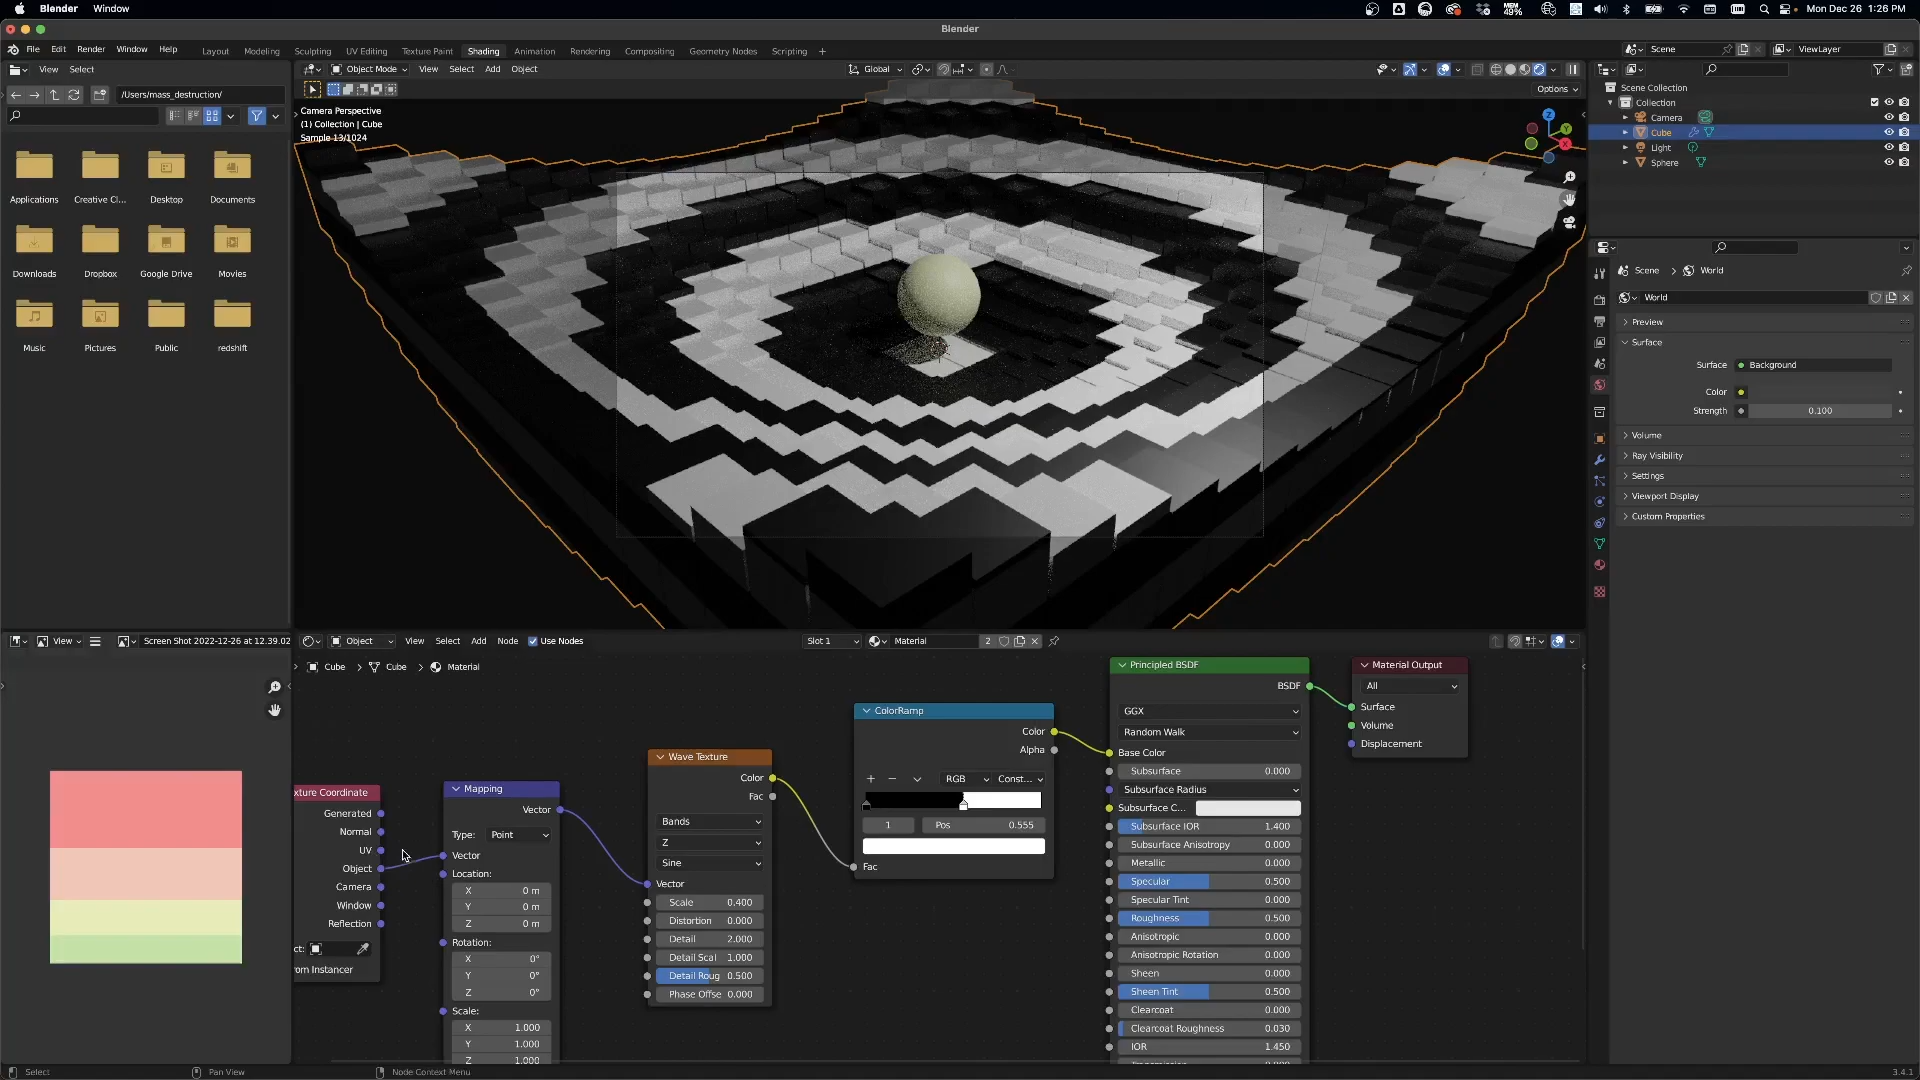 Blender Window
MEM 49%
Mon Dec 26 1:26 PM
Blender
File Edit Render Window Help
Layout Modeling Sculpting UV Editing Texture Paint Shading Animation Rendering Compositing Geometry Nodes Scripting +
Scene
ViewLayer
View Select
Object Mode View Select Add Object
Global
Options
/Users/mass_destruction/
Camera Perspective
(1) Collection | Cube
Sample 13/1024
Z
Y
X
Applications Creative Cl... Desktop Documents
Downloads Dropbox Google Drive Movies
Music Pictures Public redshift
Scene Collection
Collection
Camera
Cube
Light
Sphere
Scene > World
World
Preview
Surface
Surface Background
Color
Strength 0.100
Volume
Ray Visibility
Settings
Viewport Display
Custom Properties
View Screen Shot 2022-12-26 at 12.39.02
Object View Select Add Node Use Nodes
Slot 1 Material 2
Cube > Cube > Material
xture Coordinate
Generated
Normal
UV
Object
Camera
Window
Reflection
ct:
om Instancer
Mapping
Vector
Type: Point
Vector
Location:
X 0 m
Y 0 m
Z 0 m
Rotation:
X 0°
Y 0°
Z 0°
Scale:
X 1.000
Y 1.000
Z 1.000
Wave Texture
Color
Fac
Bands
Z
Sine
Vector
Scale 0.400
Distortion 0.000
Detail 2.000
Detail Scal 1.000
Detail Roug 0.500
Phase Offse 0.000
ColorRamp
Color
Alpha
+ − RGB Const...
1 Pos 0.555
Fac
Principled BSDF
BSDF
GGX
Random Walk
Base Color
Subsurface 0.000
Subsurface Radius
Subsurface C...
Subsurface IOR 1.400
Subsurface Anisotropy 0.000
Metallic 0.000
Specular 0.500
Specular Tint 0.000
Roughness 0.500
Anisotropic 0.000
Anisotropic Rotation 0.000
Sheen 0.000
Sheen Tint 0.500
Clearcoat 0.000
Clearcoat Roughness 0.030
IOR 1.450
Material Output
All
Surface
Volume
Displacement
Select Pan View Node Context Menu
3.4.1